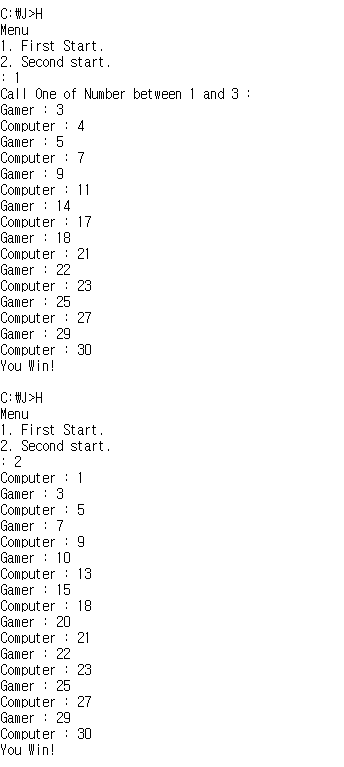 C:₩J>H
Menu
1. First Start.
2. Second start.
: 1
Call One of Number between 1 and 3 :
Gamer : 3
Computer : 4
Gamer : 5
Computer : 7
Gamer : 9
Computer : 11
Gamer : 14
Computer : 17
Gamer : 18
Computer : 21
Gamer : 22
Computer : 23
Gamer : 25
Computer : 27
Gamer : 29
Computer : 30
You Win!
C:₩J>H
Menu
1. First Start.
2. Second start.
: 2
Computer : 1
Gamer : 3
Computer : 5
Gamer : 7
Computer : 9
Gamer : 10
Computer : 13
Gamer : 15
Computer : 18
Gamer : 20
Computer : 21
Gamer : 22
Computer : 23
Gamer : 25
Computer : 27
Gamer : 29
Computer : 30
You Win!